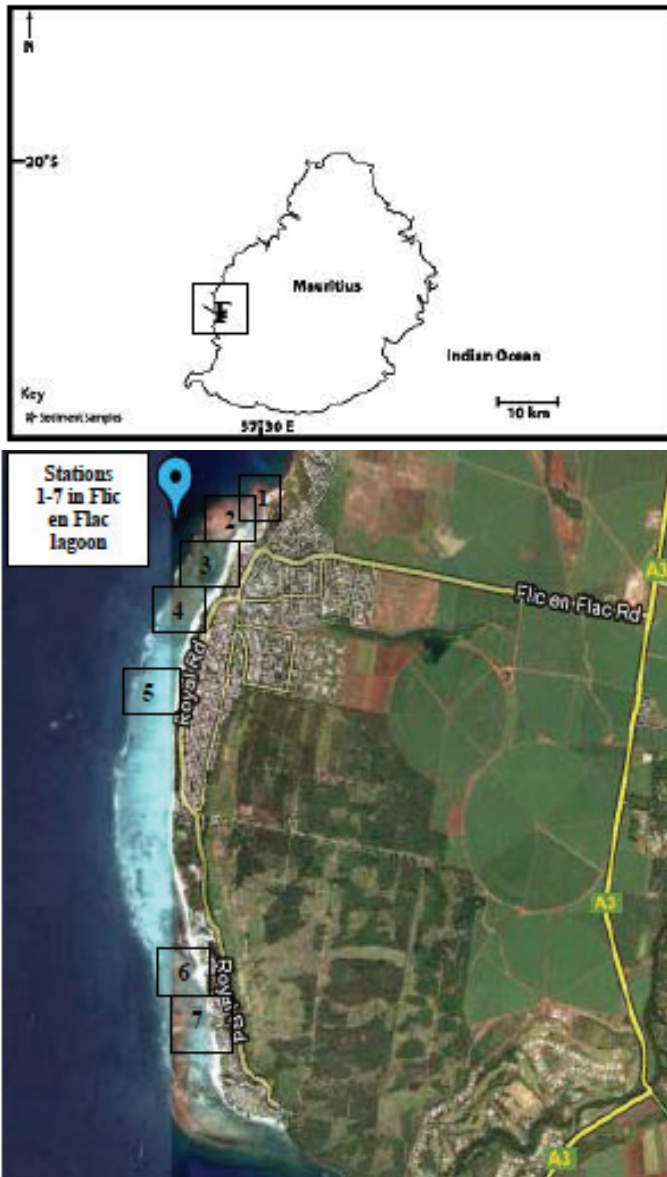 N
20°S
Mauritius
Indian Ocean
Key
Sediment Samples
10 km
57°30 E
Stations
1-7 in Flic
en Flac
lagoon
1
2
3
4
5
6
7
A3
Flic en Flac Rd
Royal Rd
A3
Royal Rd
A3